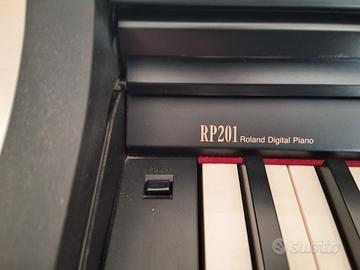 RP201 Roland Digital Piano
subito